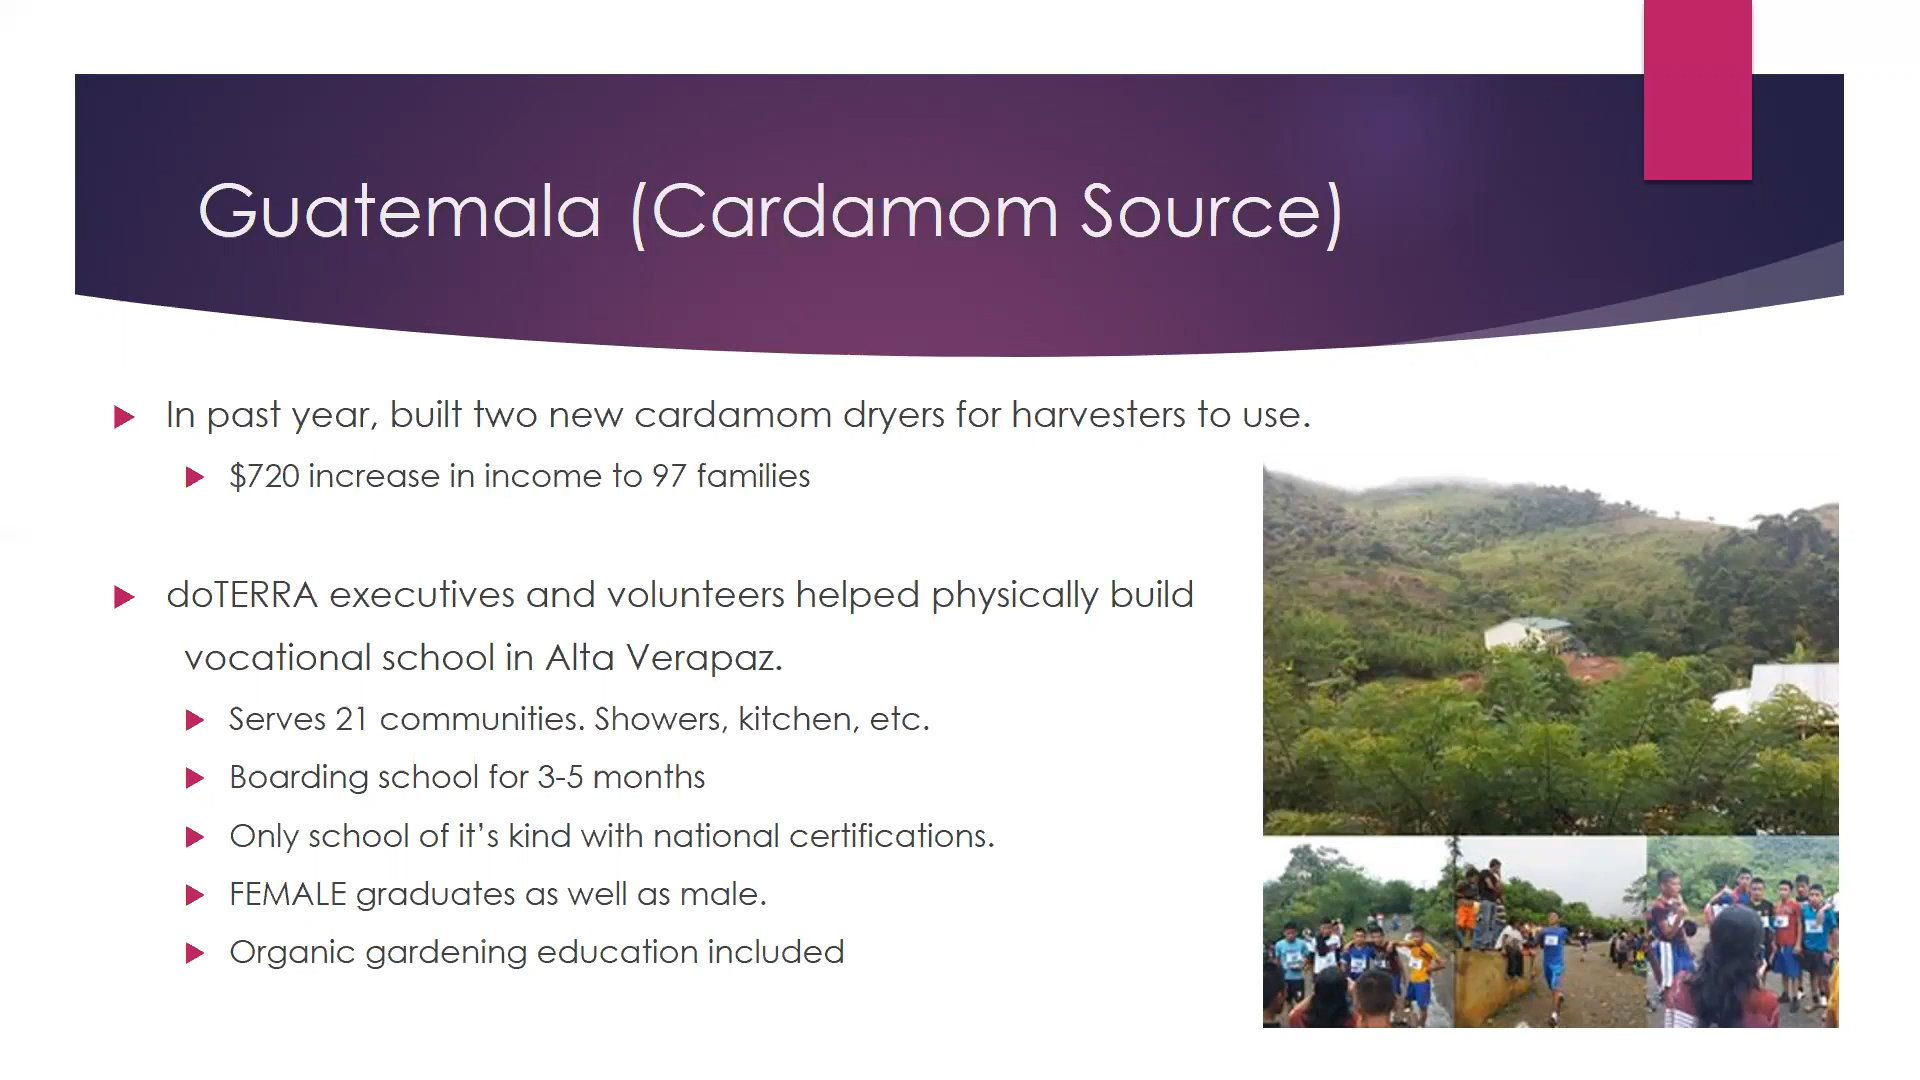 Guatemala (Cardamom Source)
In past year, built two new cardamom dryers for harvesters to use.
$720 increase in income to 97 families
doTERRA executives and volunteers helped physically build
vocational school in Alta Verapaz.
Serves 21 communities. Showers, kitchen, etc.
Boarding school for 3-5 months
Only school of it’s kind with national certifications.
FEMALE graduates as well as male.
Organic gardening education included